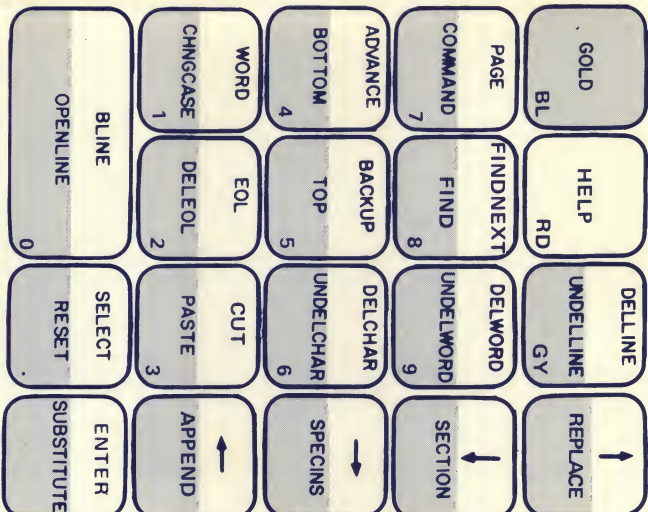 GOLD
BL
HELP
RD
DELLINE
UNDELLINE
GY
↑
REPLACE
PAGE
COMMAND
7
FINDNEXT
FIND
8
DELWORD
UNDELWORD
9
↓
SECTION
ADVANCE
BOTTOM
4
BACKUP
TOP
5
DELCHAR
UNDELCHAR
6
→
SPECINS
WORD
CHNGCASE
1
EOL
DELEOL
2
CUT
PASTE
3
←
APPEND
BLINE
OPENLINE
0
SELECT
RESET
.
ENTER
SUBSTITUTE